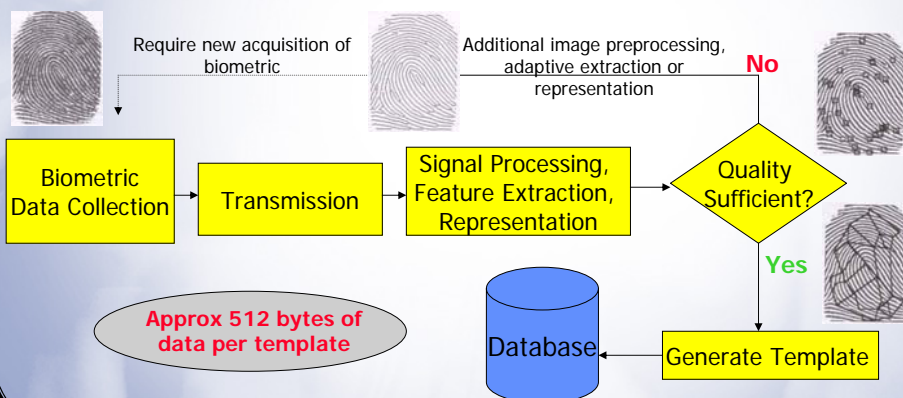 Require new acquisition of
biometric
Additional image preprocessing,
adaptive extraction or
representation
No
Biometric
Data Collection
Transmission
Signal Processing,
Feature Extraction,
Representation
Quality
Sufficient?
Yes
Approx 512 bytes of
data per template
Database
Generate Template